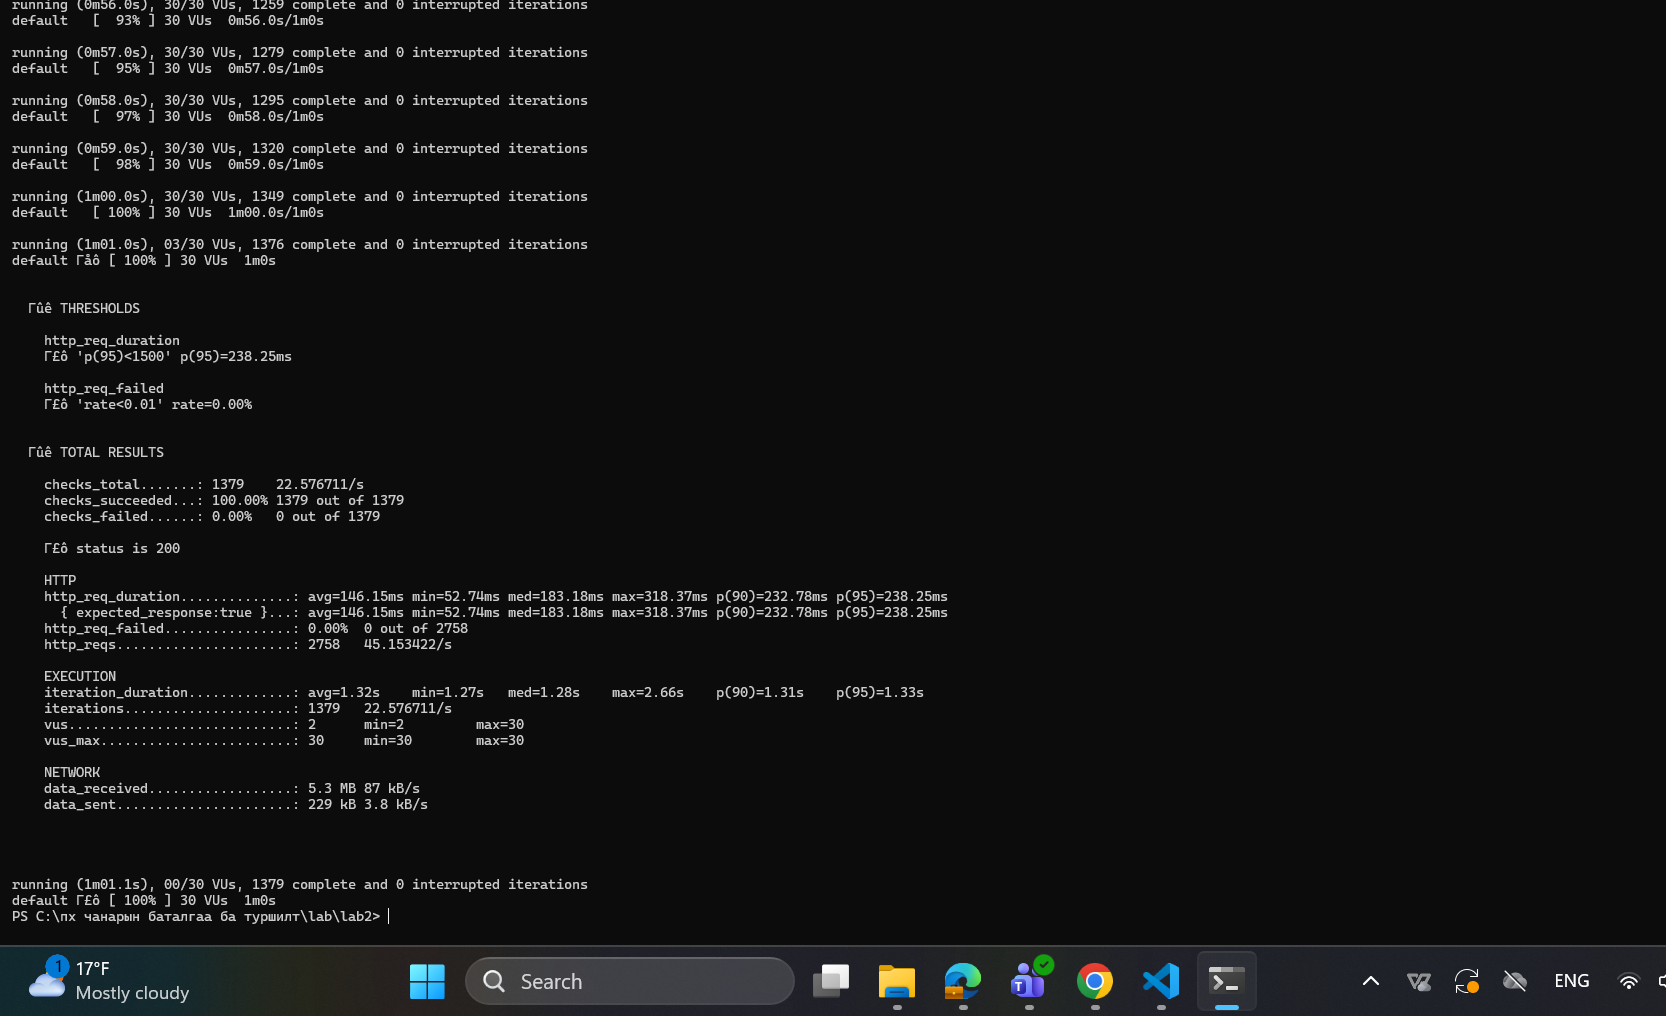 running (0m56.0s), 30/30 VUs, 1259 complete and 0 interrupted iterations
default   [  93% ] 30 VUs  0m56.0s/1m0s
running (0m57.0s), 30/30 VUs, 1279 complete and 0 interrupted iterations
default   [  95% ] 30 VUs  0m57.0s/1m0s
running (0m58.0s), 30/30 VUs, 1295 complete and 0 interrupted iterations
default   [  97% ] 30 VUs  0m58.0s/1m0s
running (0m59.0s), 30/30 VUs, 1320 complete and 0 interrupted iterations
default   [  98% ] 30 VUs  0m59.0s/1m0s
running (1m00.0s), 30/30 VUs, 1349 complete and 0 interrupted iterations
default   [ 100% ] 30 VUs  1m00.0s/1m0s
running (1m01.0s), 03/30 VUs, 1376 complete and 0 interrupted iterations
default Γåô [ 100% ] 30 VUs  1m0s
Γûê THRESHOLDS
http_req_duration
Γ£ô 'p(95)<1500' p(95)=238.25ms
http_req_failed
Γ£ô 'rate<0.01' rate=0.00%
Γûê TOTAL RESULTS
checks_total.......: 1379    22.576711/s
checks_succeeded...: 100.00% 1379 out of 1379
checks_failed......: 0.00%   0 out of 1379
Γ£ô status is 200
HTTP
http_req_duration..............: avg=146.15ms min=52.74ms med=183.18ms max=318.37ms p(90)=232.78ms p(95)=238.25ms
{ expected_response:true }...: avg=146.15ms min=52.74ms med=183.18ms max=318.37ms p(90)=232.78ms p(95)=238.25ms
http_req_failed................: 0.00%  0 out of 2758
http_reqs......................: 2758   45.153422/s
EXECUTION
iteration_duration.............: avg=1.32s    min=1.27s   med=1.28s    max=2.66s    p(90)=1.31s    p(95)=1.33s
iterations.....................: 1379   22.576711/s
vus............................: 2      min=2         max=30
vus_max........................: 30     min=30        max=30
NETWORK
data_received..................: 5.3 MB 87 kB/s
data_sent......................: 229 kB 3.8 kB/s
running (1m01.1s), 00/30 VUs, 1379 complete and 0 interrupted iterations
default Γ£ô [ 100% ] 30 VUs  1m0s
PS C:\пх чанарын баталгаа ба туршилт\lab\lab2>
1
17°F
Mostly cloudy
Search
ENG